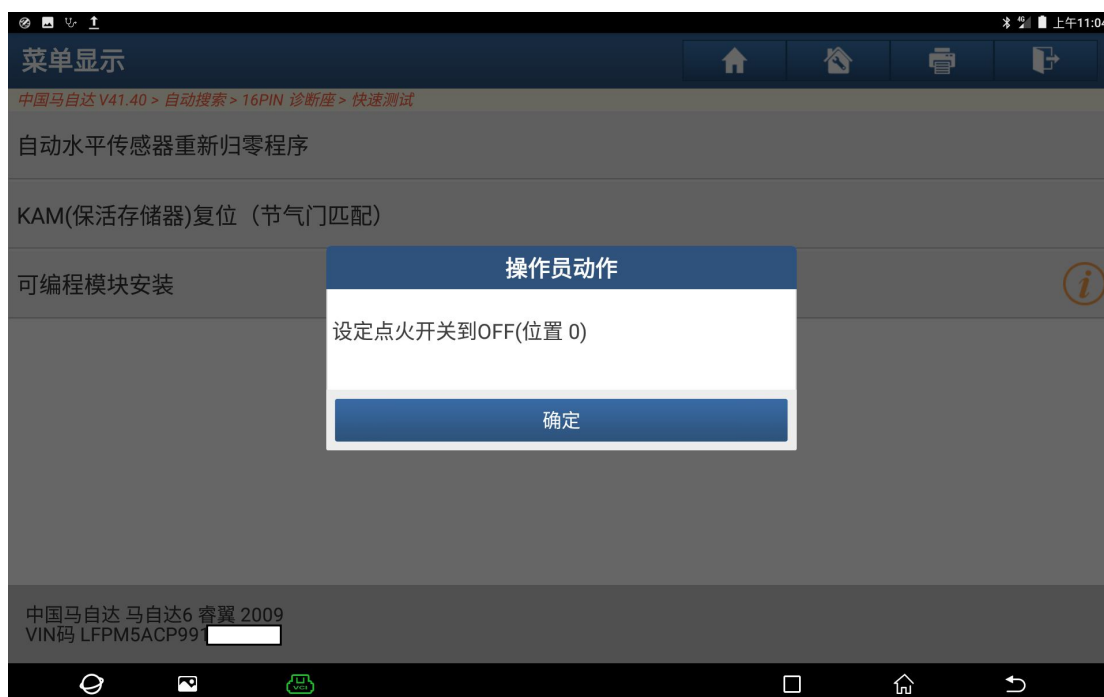 上午11:04
菜单显示
中国马自达 V41.40 > 自动搜索 > 16PIN 诊断座 > 快速测试
自动水平传感器重新归零程序
KAM(保活存储器)复位（节气门匹配）
可编程模块安装
操作员动作
设定点火开关到OFF(位置 0)
确定
中国马自达 马自达6 睿翼 2009
VIN码 LFPM5ACP991
VCI